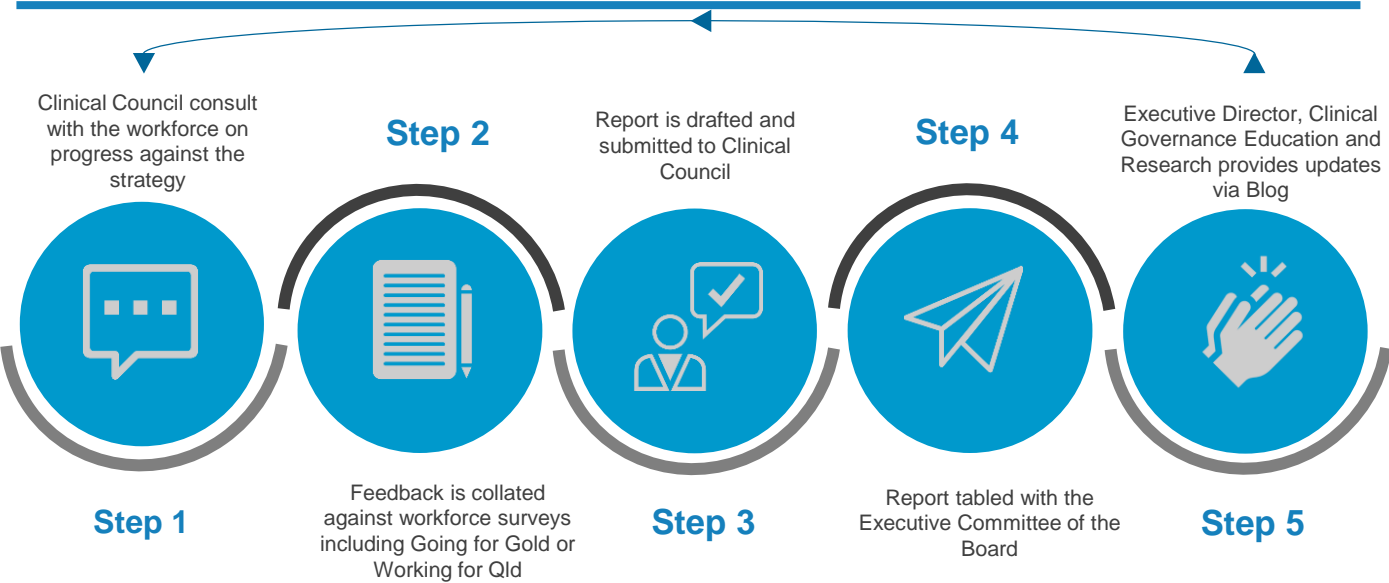 Clinical Council consult
with the workforce on
progress against the
strategy
Step 1
Step 2
Feedback is collated
against workforce surveys
including Going for Gold or
Working for Qld
Report is drafted and
submitted to Clinical
Council
Step 3
Step 4
Report tabled with the
Executive Committee of the
Board
Executive Director, Clinical
Governance Education and
Research provides updates
via Blog
Step 5